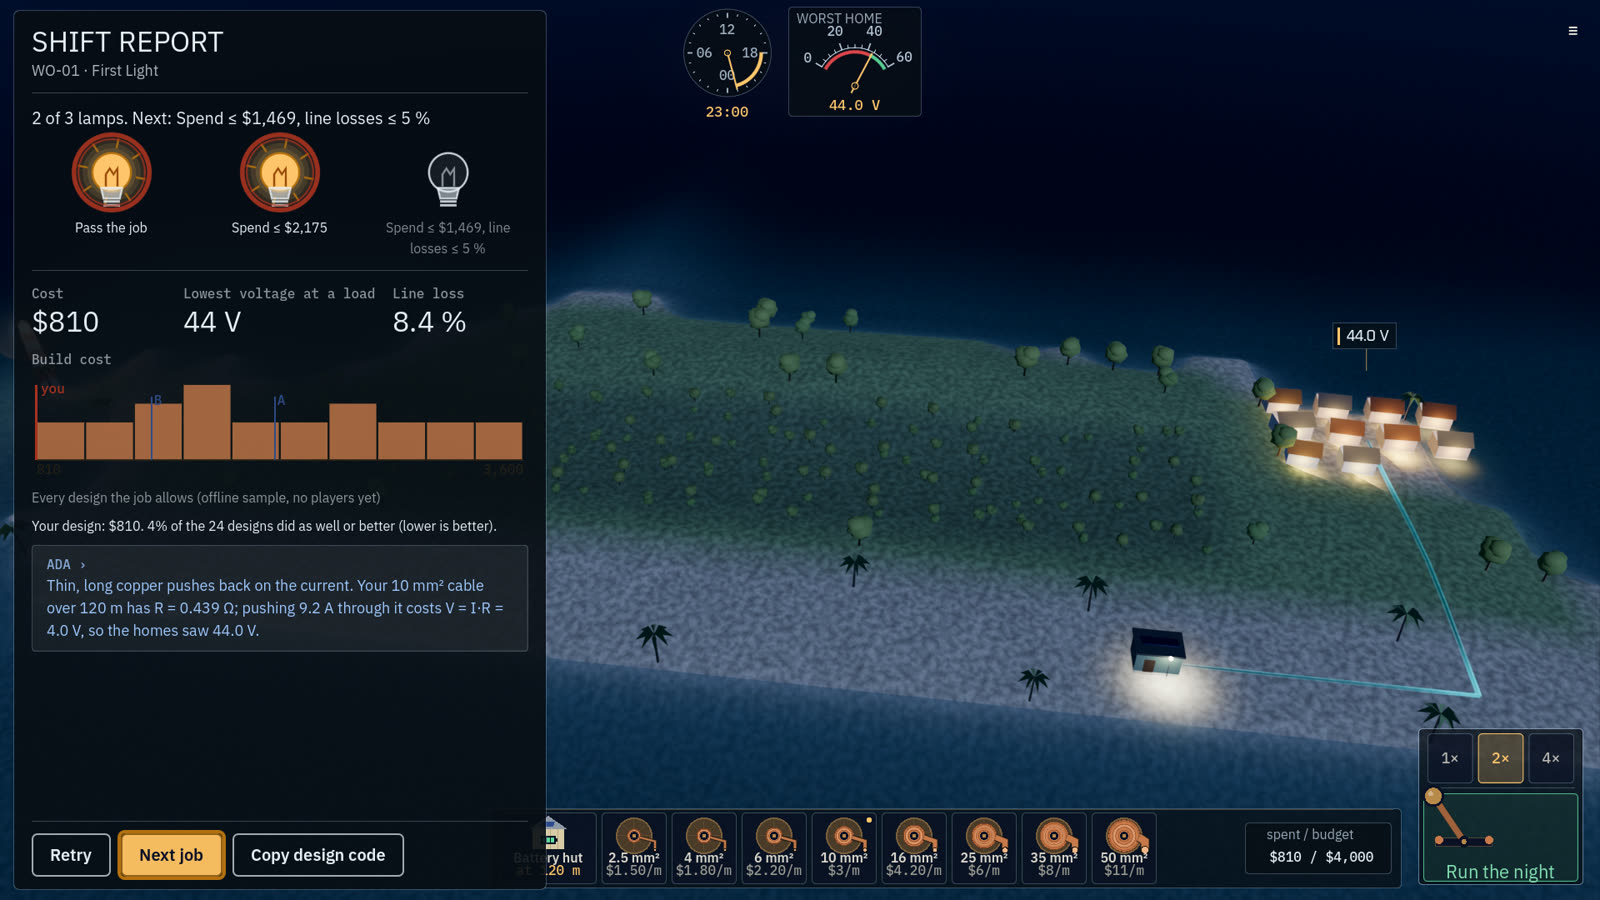 SHIFT REPORT
WO-01 · First Light
2 of 3 lamps. Next: Spend ≤ $1,469, line losses ≤ 5 %
Pass the job
Spend ≤ $2,175
Spend ≤ $1,469, line
losses ≤ 5 %
Cost
Lowest voltage at a load
Line loss
$810
44 V
8.4 %
Build cost
you
B
A
810
3,600
Every design the job allows (offline sample, no players yet)
Your design: $810. 4% of the 24 designs did as well or better (lower is better).
ADA ›
Thin, long copper pushes back on the current. Your 10 mm² cable
over 120 m has R = 0.439 Ω; pushing 9.2 A through it costs V = I·R =
4.0 V, so the homes saw 44.0 V.
Retry
Next job
Copy design code
12
06
18
00
23:00
WORST HOME
0
20
40
60
44.0 V
≡
44.0 V
Battery hut
at 120 m
2.5 mm²
$1.50/m
4 mm²
$1.80/m
6 mm²
$2.20/m
10 mm²
$3/m
16 mm²
$4.20/m
25 mm²
$6/m
35 mm²
$8/m
50 mm²
$11/m
spent / budget
$810 / $4,000
1×
2×
4×
Run the night